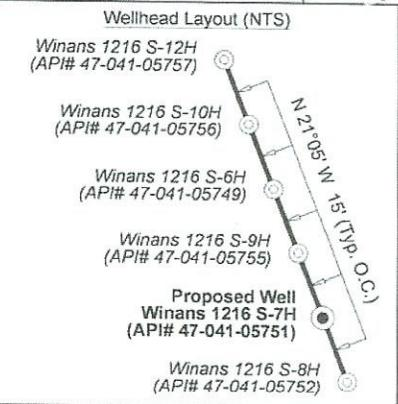 Wellhead Layout (NTS)
Winans 1216 S-12H
(API# 47-041-05757)
Winans 1216 S-10H
(API# 47-041-05756)
Winans 1216 S-6H
(API# 47-041-05749)
Winans 1216 S-9H
(API# 47-041-05755)
Proposed Well
Winans 1216 S-7H
(API# 47-041-05751)
Winans 1216 S-8H
(API# 47-041-05752)
N 21°05' W 15' (Typ. O.C.)